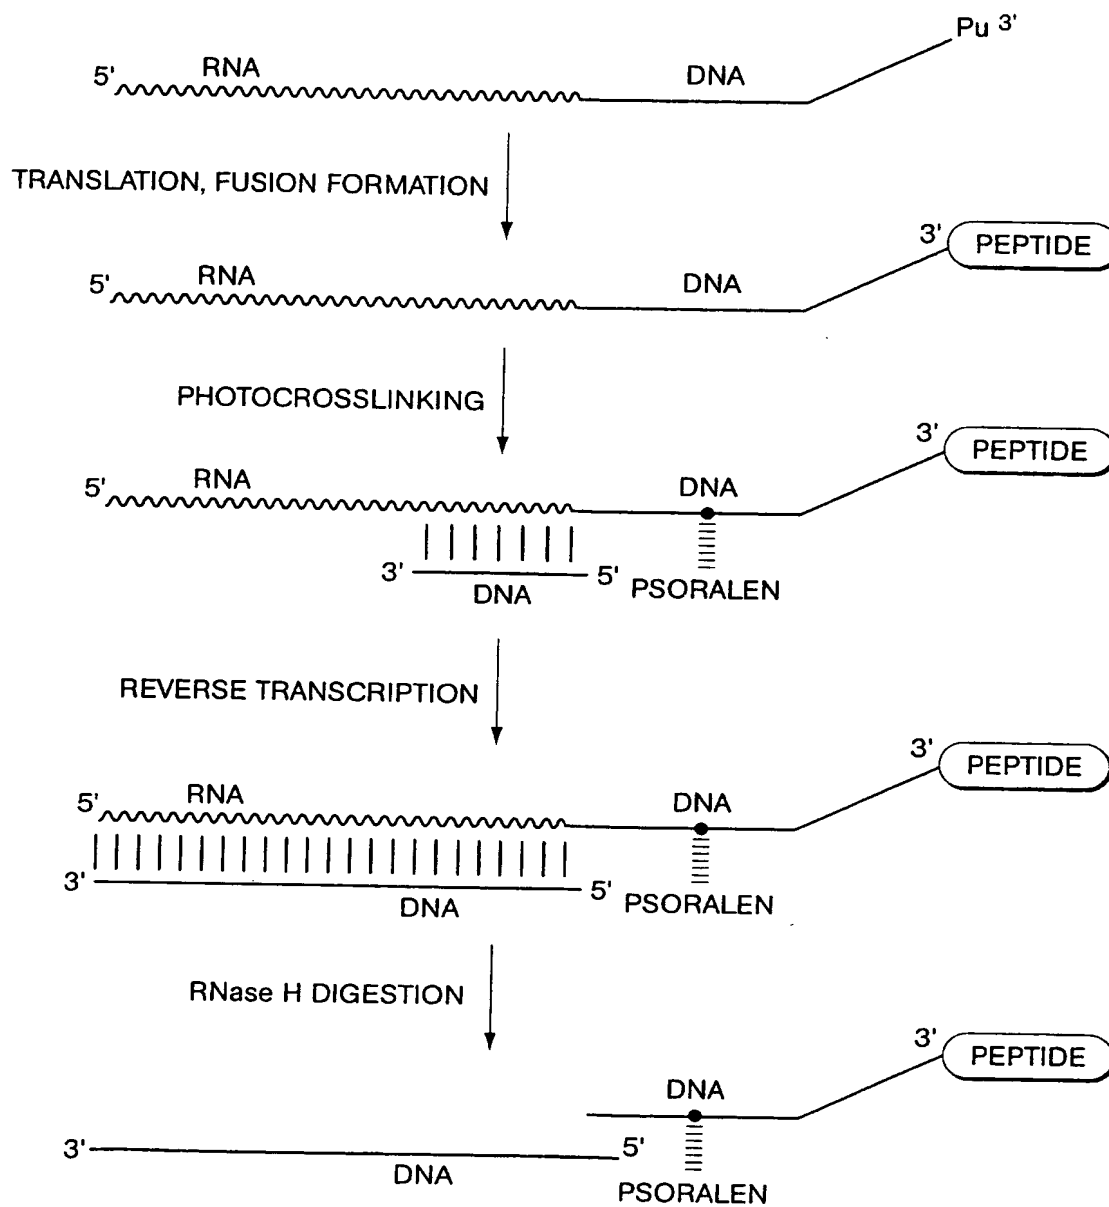 Pu 3'
5' RNA DNA
TRANSLATION, FUSION FORMATION
3' PEPTIDE
5' RNA DNA
PHOTOCROSSLINKING
3' PEPTIDE
5' RNA DNA
3' DNA 5' PSORALEN
REVERSE TRANSCRIPTION
3' PEPTIDE
5' RNA DNA
3' DNA 5' PSORALEN
RNase H DIGESTION
3' PEPTIDE
DNA
3' DNA 5' PSORALEN